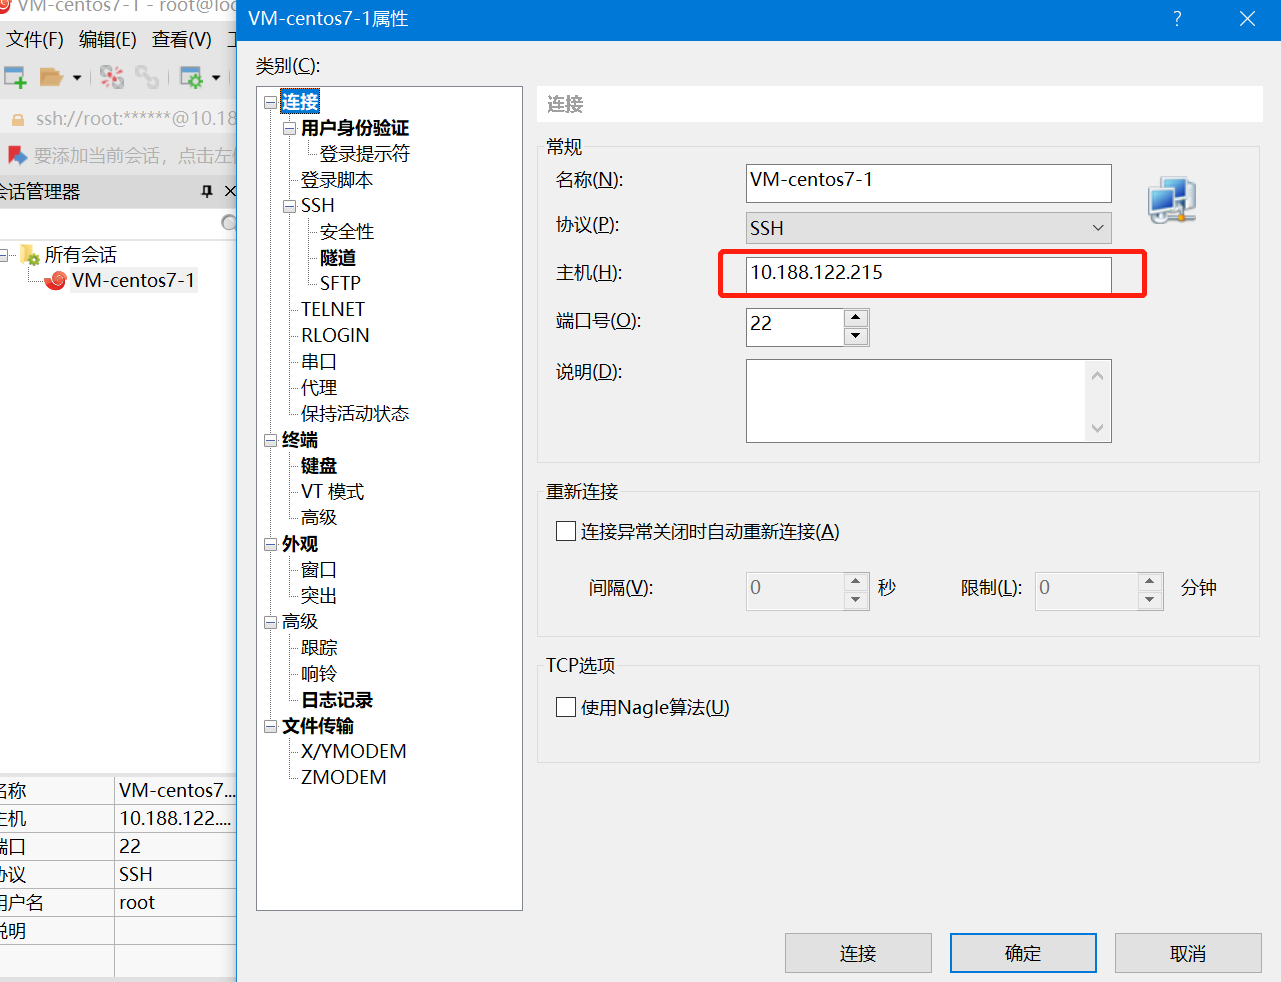 VM-centos7-1 - root@loc
文件(F) 编辑(E) 查看(V)
ssh://root:******@10.18
要添加当前会话，点击左
会话管理器
所有会话
VM-centos7-1
名称 VM-centos7...
主机 10.188.122....
端口 22
协议 SSH
用户名 root
说明
VM-centos7-1属性
?
类别(C):
连接
用户身份验证
登录提示符
登录脚本
SSH
安全性
隧道
SFTP
TELNET
RLOGIN
串口
代理
保持活动状态
终端
键盘
VT 模式
高级
外观
窗口
突出
高级
跟踪
响铃
日志记录
文件传输
X/YMODEM
ZMODEM
连接
常规
名称(N): VM-centos7-1
协议(P): SSH
主机(H): 10.188.122.215
端口号(O): 22
说明(D):
重新连接
连接异常关闭时自动重新连接(A)
间隔(V): 0 秒 限制(L): 0 分钟
TCP选项
使用Nagle算法(U)
连接 确定 取消